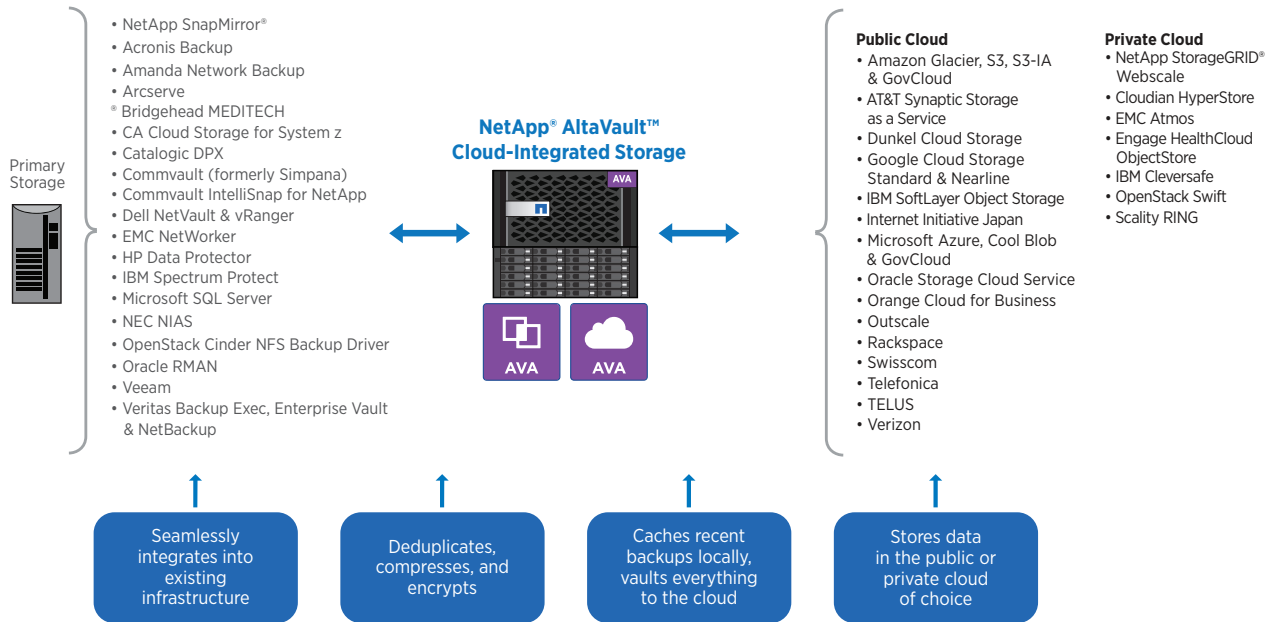 Primary
Storage
• NetApp SnapMirror®
• Acronis Backup
• Amanda Network Backup
• Arcserve
® Bridgehead MEDITECH
• CA Cloud Storage for System z
• Catalogic DPX
• Commvault (formerly Simpana)
• Commvault IntelliSnap for NetApp
• Dell NetVault & vRanger
• EMC NetWorker
• HP Data Protector
• IBM Spectrum Protect
• Microsoft SQL Server
• NEC NIAS
• OpenStack Cinder NFS Backup Driver
• Oracle RMAN
• Veeam
• Veritas Backup Exec, Enterprise Vault
& NetBackup
NetApp® AltaVault™
Cloud-Integrated Storage
AVA
AVA
AVA
Public Cloud
• Amazon Glacier, S3, S3-IA
& GovCloud
• AT&T Synaptic Storage
as a Service
• Dunkel Cloud Storage
• Google Cloud Storage
Standard & Nearline
• IBM SoftLayer Object Storage
• Internet Initiative Japan
• Microsoft Azure, Cool Blob
& GovCloud
• Oracle Storage Cloud Service
• Orange Cloud for Business
• Outscale
• Rackspace
• Swisscom
• Telefonica
• TELUS
• Verizon
Private Cloud
• NetApp StorageGRID®
Webscale
• Cloudian HyperStore
• EMC Atmos
• Engage HealthCloud
ObjectStore
• IBM Cleversafe
• OpenStack Swift
• Scality RING
Seamlessly
integrates into
existing
infrastructure
Deduplicates,
compresses, and
encrypts
Caches recent
backups locally,
vaults everything
to the cloud
Stores data
in the public or
private cloud
of choice